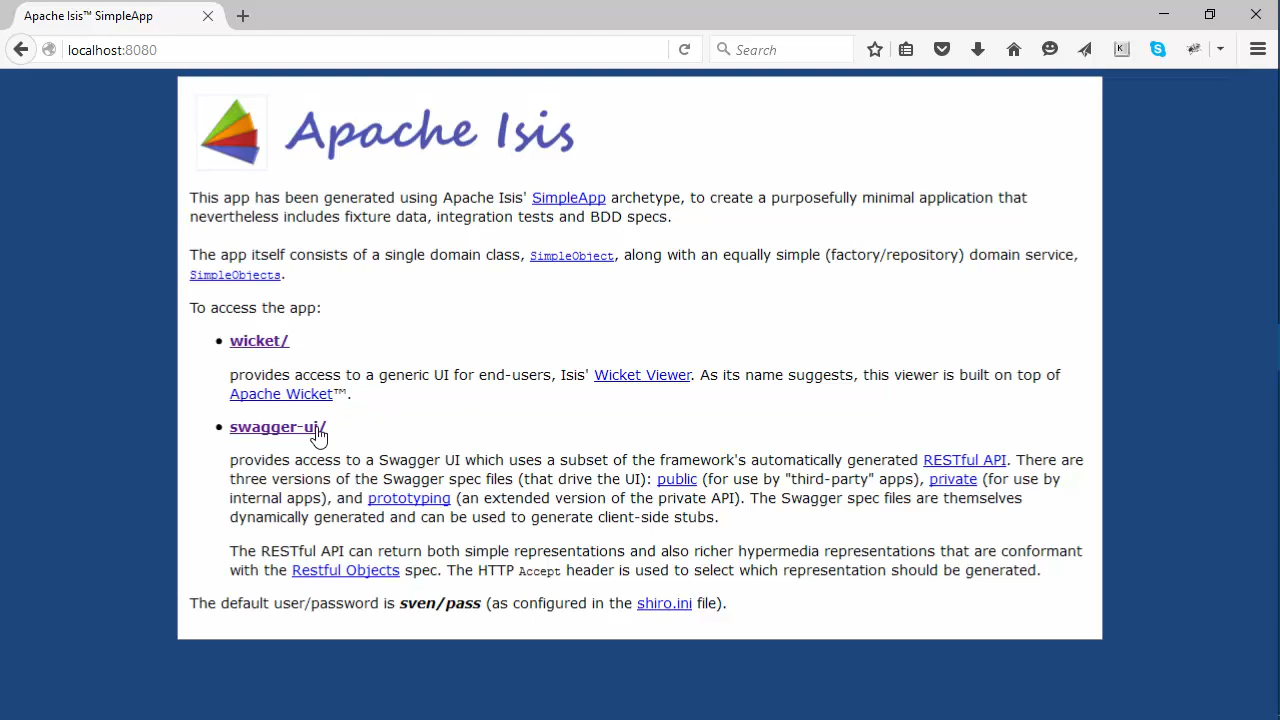 Apache Isis™ SimpleApp
localhost:8080
Search
Apache Isis
This app has been generated using Apache Isis' SimpleApp archetype, to create a purposefully minimal application that
nevertheless includes fixture data, integration tests and BDD specs.
The app itself consists of a single domain class, SimpleObject, along with an equally simple (factory/repository) domain service,
SimpleObjects.
To access the app:
• wicket/
provides access to a generic UI for end-users, Isis' Wicket Viewer. As its name suggests, this viewer is built on top of
Apache Wicket™.
• swagger-ui/
provides access to a Swagger UI which uses a subset of the framework's automatically generated RESTful API. There are
three versions of the Swagger spec files (that drive the UI): public (for use by "third-party" apps), private (for use by
internal apps), and prototyping (an extended version of the private API). The Swagger spec files are themselves
dynamically generated and can be used to generate client-side stubs.
The RESTful API can return both simple representations and also richer hypermedia representations that are conformant
with the Restful Objects spec. The HTTP Accept header is used to select which representation should be generated.
The default user/password is sven/pass (as configured in the shiro.ini file).